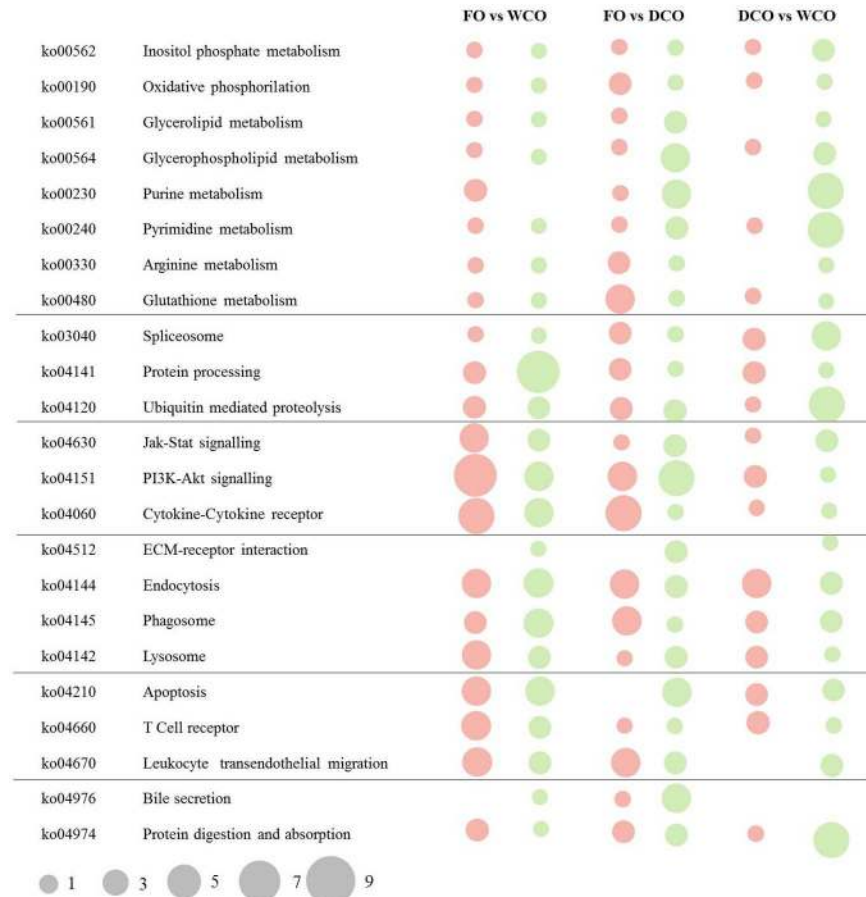 FO vs WCO FO vs DCO DCO vs WCO
ko00562 Inositol phosphate metabolism
ko00190 Oxidative phosphorilation
ko00561 Glycerolipid metabolism
ko00564 Glycerophospholipid metabolism
ko00230 Purine metabolism
ko00240 Pyrimidine metabolism
ko00330 Arginine metabolism
ko00480 Glutathione metabolism
ko03040 Spliceosome
ko04141 Protein processing
ko04120 Ubiquitin mediated proteolysis
ko04630 Jak-Stat signalling
ko04151 PI3K-Akt signalling
ko04060 Cytokine-Cytokine receptor
ko04512 ECM-receptor interaction
ko04144 Endocytosis
ko04145 Phagosome
ko04142 Lysosome
ko04210 Apoptosis
ko04660 T Cell receptor
ko04670 Leukocyte transendothelial migration
ko04976 Bile secretion
ko04974 Protein digestion and absorption
1 3 5 7 9